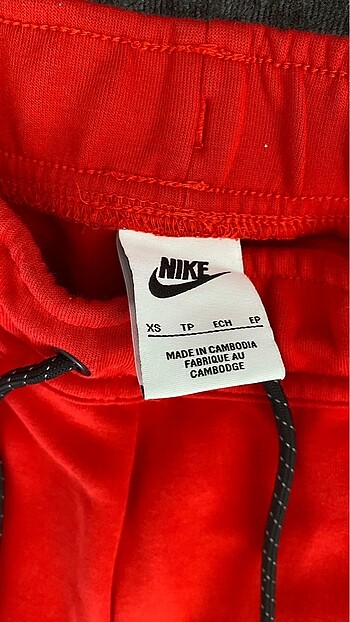 NIKE
XS TP ECH EP
MADE IN CAMBODIA
FABRIQUE AU
CAMBODGE